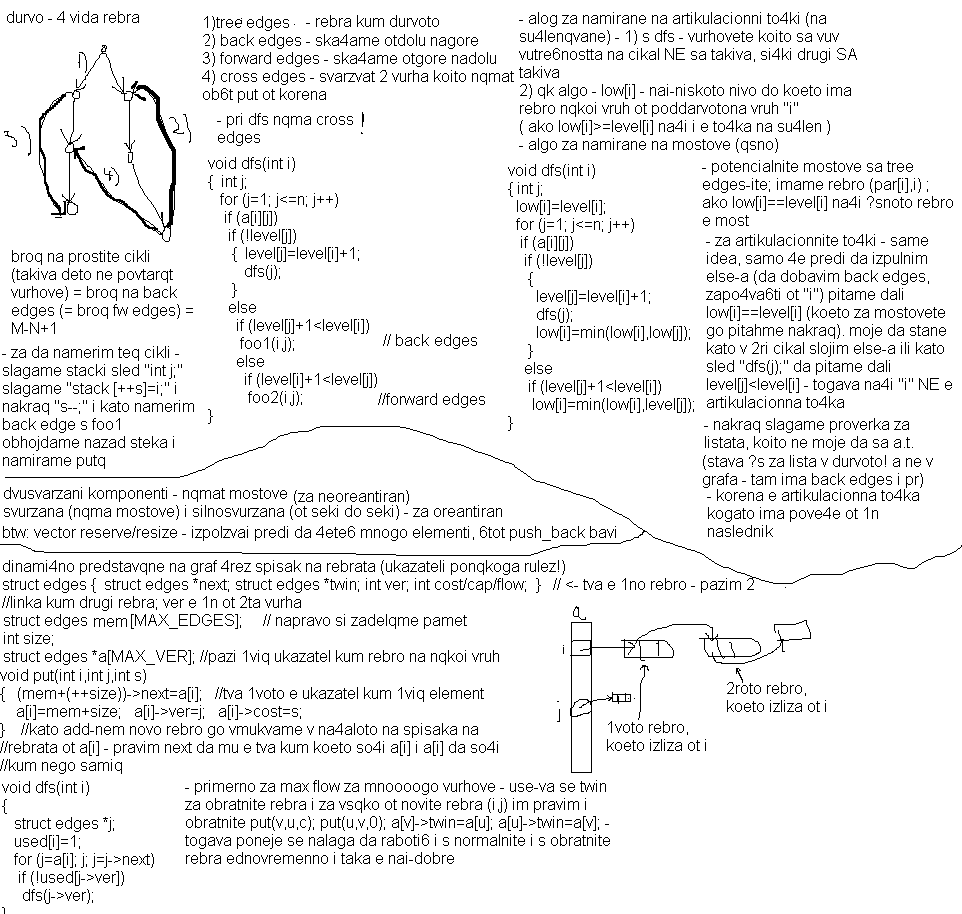 durvo - 4 vida rebra
1)
2)
3)
4)
broq na prostite cikli
(takiva deto ne povtarqt
vurhove) = broq na back
edges (= broq fw edges) =
M-N+1
- za da namerim teq cikli -
slagame stacki sled "int j;"
slagame "stack [++s]=i;" i
nakraq "s--;" i kato namerim
back edge s foo1
obhojdame nazad steka i
namirame putq
1)tree edges - rebra kum durvoto
2) back edges - ska4ame otdolu nagore
3) forward edges - ska4ame otgore nadolu
4) cross edges - svarzvat 2 vurha koito nqmat
ob6t put ot korena
- pri dfs nqma cross !
edges
void dfs(int i)
{ int j;
for (j=1; j<=n; j++)
if (a[i][j])
if (!level[j])
{ level[j]=level[i]+1;
dfs(j);
}
else
if (level[j]+1<level[i])
foo1(i,j); // back edges
else
if (level[i]+1<level[j])
foo2(i,j); //forward edges
}
- alog za namirane na artikulacionni to4ki (na
su4lenqvane) - 1) s dfs - vurhovete koito sa vuv
vutre6nostta na cikal NE sa takiva, si4ki drugi SA
takiva
2) qk algo - low[i] - nai-niskoto nivo do koeto ima
rebro nqkoi vruh ot poddarvotona vruh "i"
( ako low[i]>=level[i] na4i i e to4ka na su4len )
- algo za namirane na mostove (qsno)
void dfs(int i)
{ int j;
low[i]=level[i];
for (j=1; j<=n; j++)
if (a[i][j])
if (!level[j])
{
level[j]=level[i]+1;
dfs(j);
low[i]=min(low[i],low[j]);
}
else
if (level[j]+1<level[i])
low[i]=min(low[i],level[j]);
}
- potencialnite mostove sa tree
edges-ite; imame rebro (par[i],i) ;
ako low[i]==level[i] na4i ?snoto rebro
e most
- za artikulacionnite to4ki - same
idea, samo 4e predi da izpulnim
else-a (da dobavim back edges,
zapo4va6ti ot "i") pitame dali
low[i]==level[i] (koeto za mostovete
go pitahme nakraq). moje da stane
kato v 2ri cikal slojim else-a ili kato
sled "dfs(j);" da pitame dali
level[j]<level[i] - togava na4i "i" NE e
artikulacionna to4ka
- nakraq slagame proverka za
listata, koito ne moje da sa a.t.
(stava ?s za lista v durvoto! a ne v
grafa - tam ima back edges i pr)
- korena e artikulacionna to4ka
kogato ima pove4e ot 1n
naslednik
dvusvarzani komponenti - nqmat mostove (za neoreantiran)
svurzana (nqma mostove) i silnosvurzana (ot seki do seki) - za oreantiran
btw: vector reserve/resize - izpolzvai predi da 4ete6 mnogo elementi, 6tot push_back bavi
dinami4no predstavqne na graf 4rez spisak na rebrata (ukazateli ponqkoga rulez!)
struct edges { struct edges *next; struct edges *twin; int ver; int cost/cap/flow; } // <- tva e 1no rebro - pazim 2
//linka kum drugi rebra; ver e 1n ot 2ta vurha
struct edges mem[MAX_EDGES]; // napravo si zadelqme pamet
int size;
struct edges *a[MAX_VER]; //pazi 1viq ukazatel kum rebro na nqkoi vruh
void put(int i,int j,int s)
{ (mem+(++size))->next=a[i]; //tva 1voto e ukazatel kum 1viq element
a[i]=mem+size; a[i]->ver=j; a[i]->cost=s;
} //kato add-nem novo rebro go vmukvame v na4aloto na spisaka na
//rebrata ot a[i] - pravim next da mu e tva kum koeto so4i a[i] i a[i] da so4i
//kum nego samiq
a
i
j
1voto rebro,
koeto izliza ot i
2roto rebro,
koeto izliza ot i
void dfs(int i)
{
struct edges *j;
used[i]=1;
for (j=a[i]; j; j=j->next)
if (!used[j->ver])
dfs(j->ver);
}
- primerno za max flow za mnoooogo vurhove - use-va se twin
za obratnite rebra i za vsqko ot novite rebra (i,j) im pravim i
obratnite put(v,u,c); put(u,v,0); a[v]->twin=a[u]; a[u]->twin=a[v]; -
togava poneje se nalaga da raboti6 i s normalnite i s obratnite
rebra ednovremenno i taka e nai-dobre